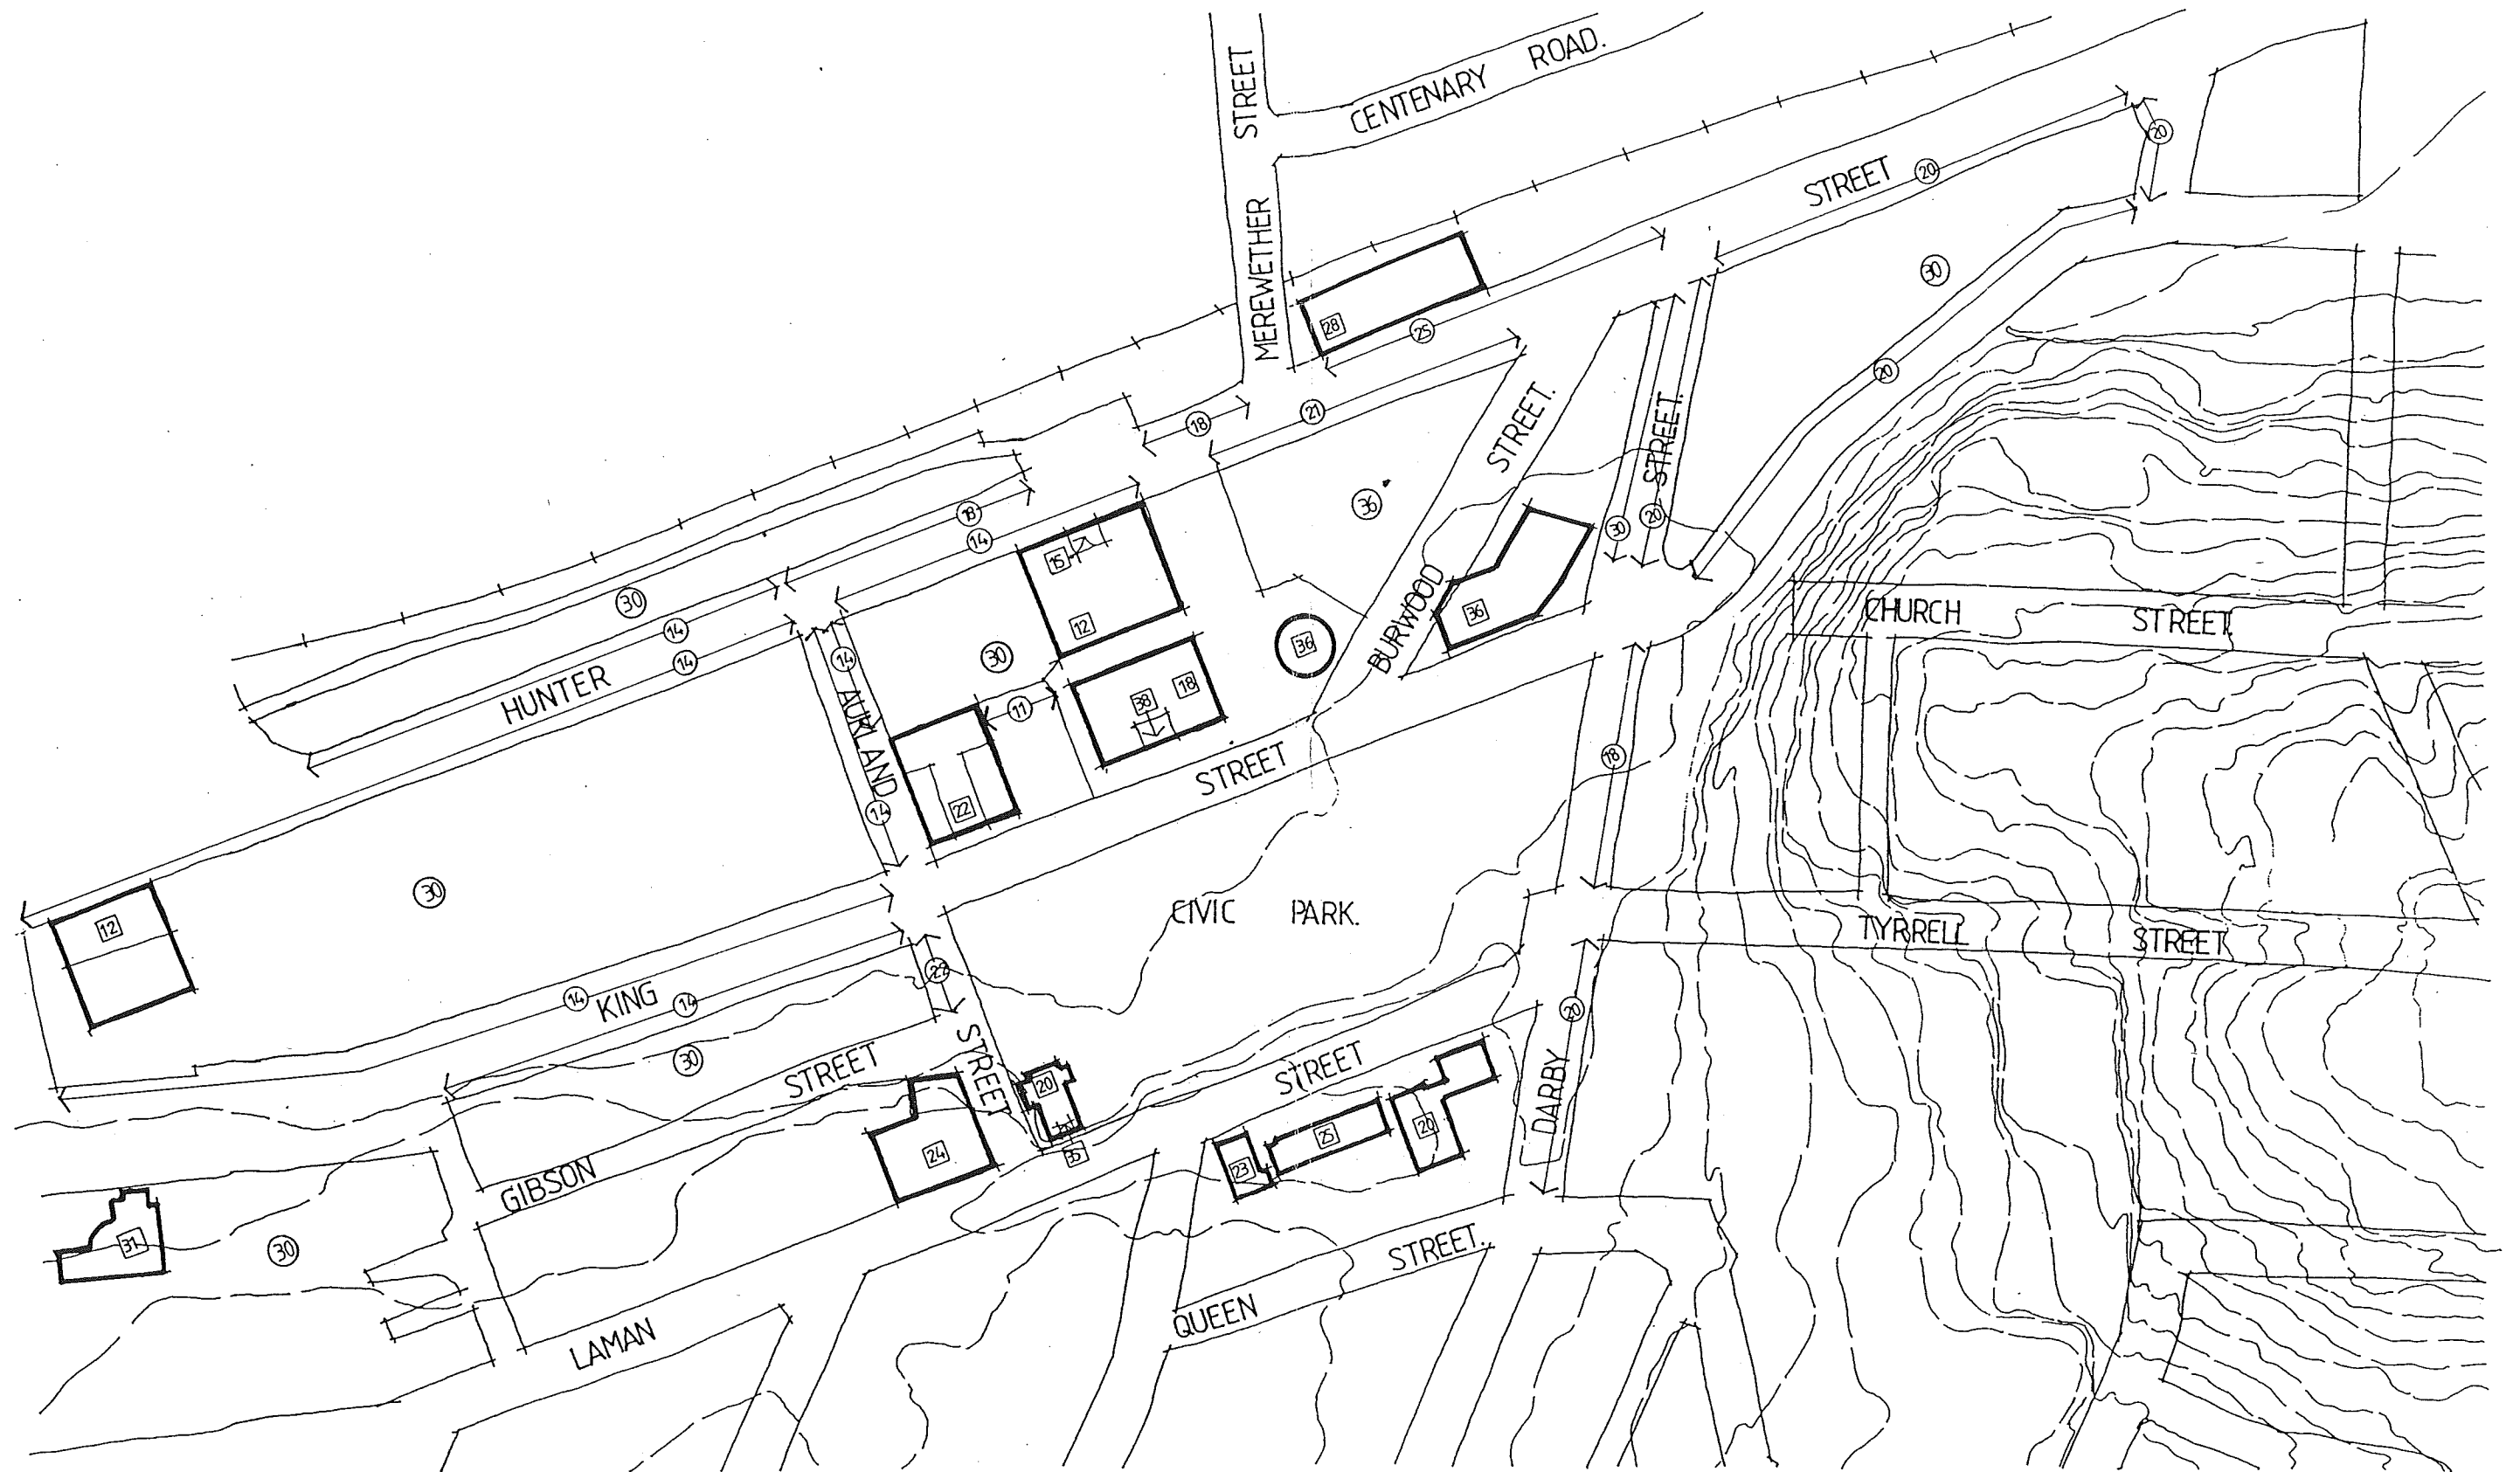 STREET
CENTENARY ROAD.
20
STREET 20
MEREWETHER
30
28
25
20
18
21
STREET.
STREET.
36
18
14
15
30 20
30
14
14
12
14
30
36
BURWOOD
36
CHURCH STREET
HUNTER
AUKLAND
11
38 18
STREET
18
14
22
30
12
CIVIC PARK.
TYRRELL STREET
22
14 KING 14
20
30
STREET
STREET
20
STREET
DARBY
24
35
23
25
20
GIBSON
31
30
STREET.
QUEEN
LAMAN